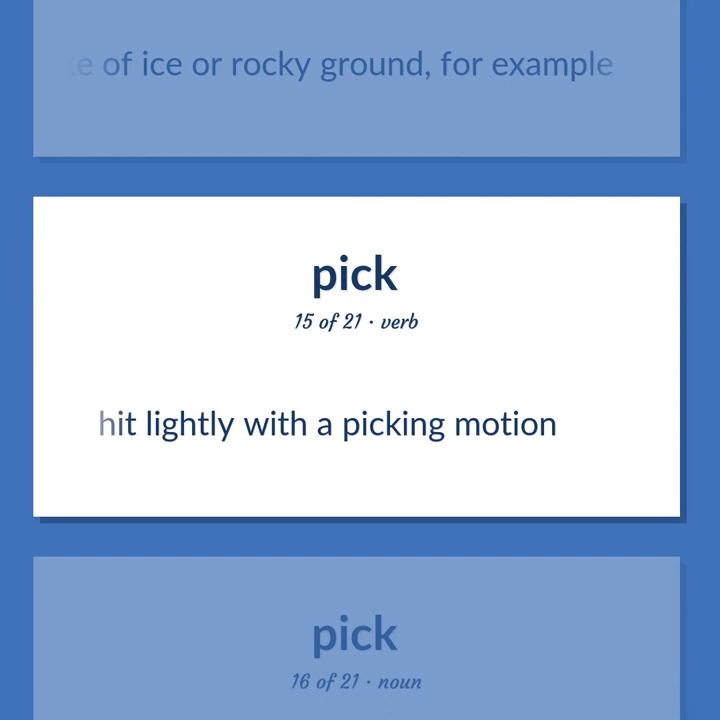 of ice or rocky ground, for example
pick
15 of 21 · verb
hit lightly with a picking motion
pick
16 of 21 · noun